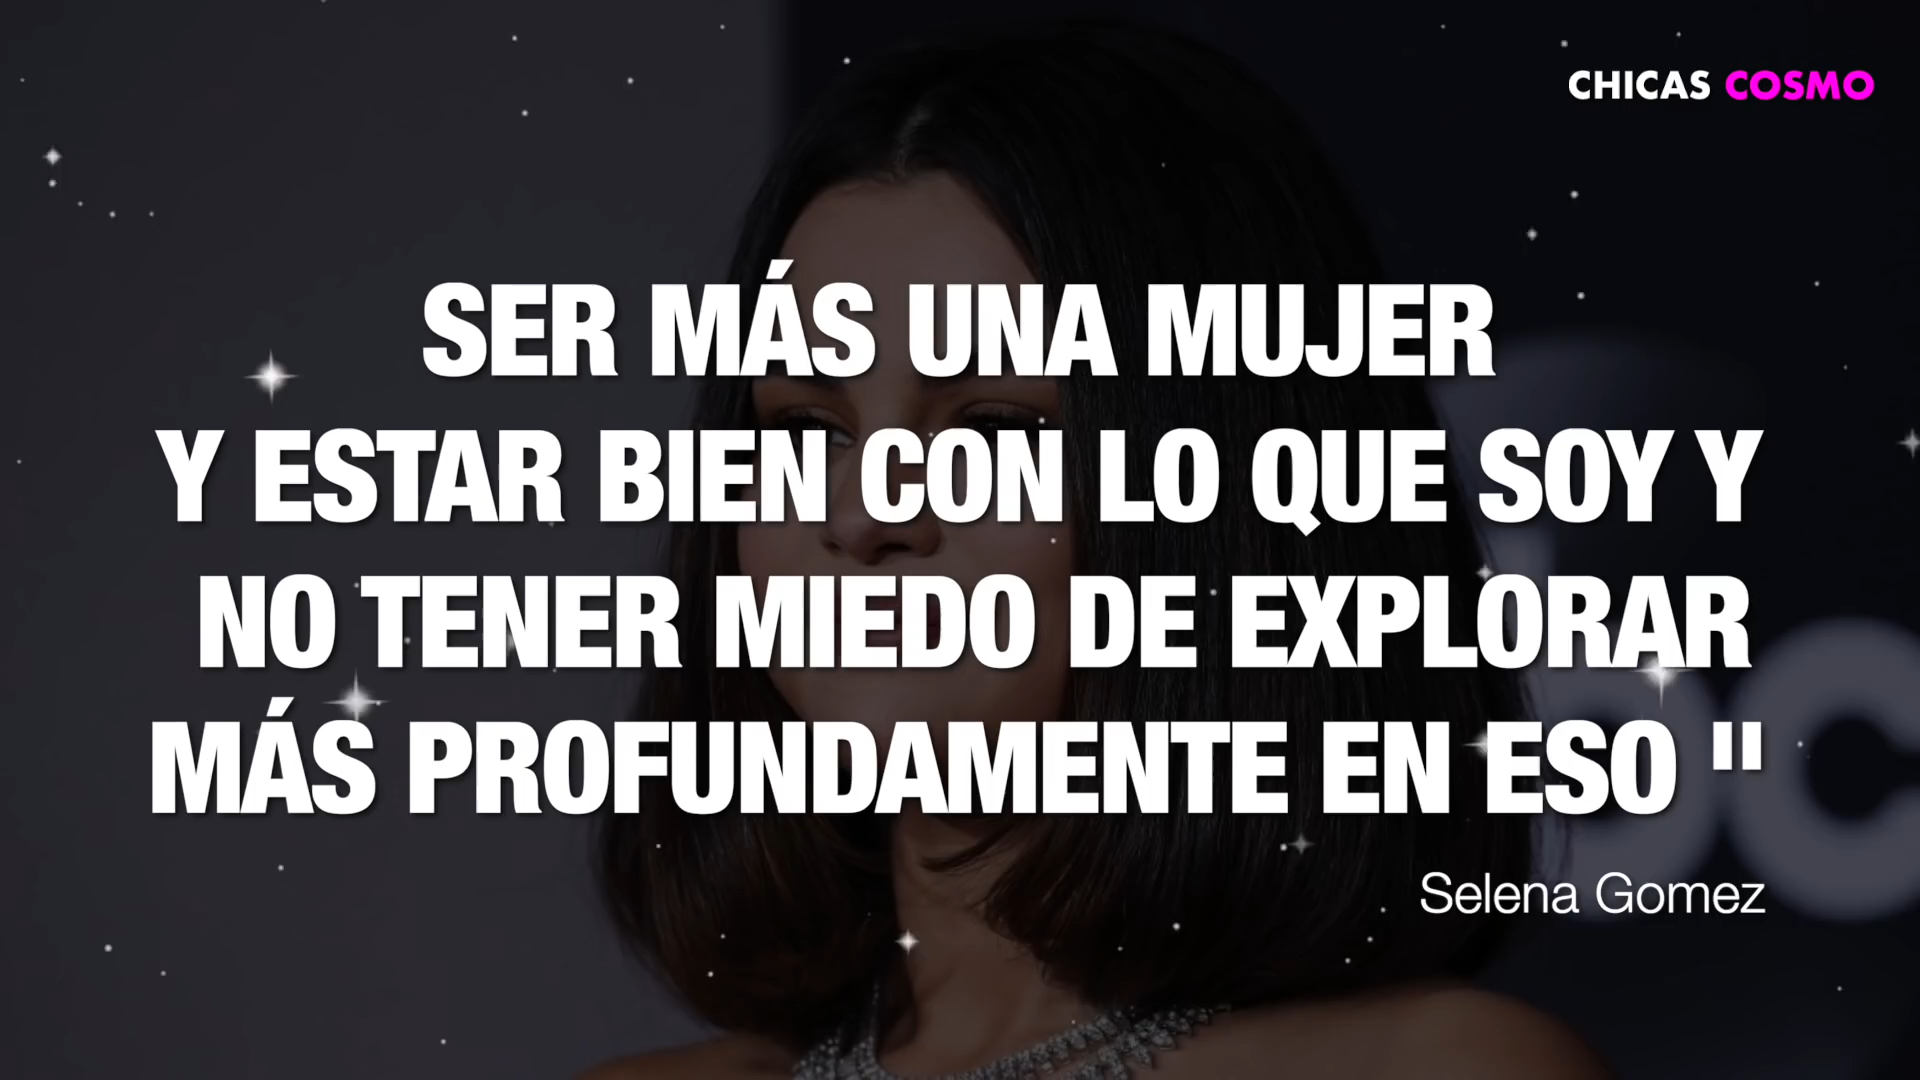 CHICAS COSMO
SER MÁS UNA MUJER
Y ESTAR BIEN CON LO QUE SOY Y
NO TENER MIEDO DE EXPLORAR
MÁS PROFUNDAMENTE EN ESO "
Selena Gomez